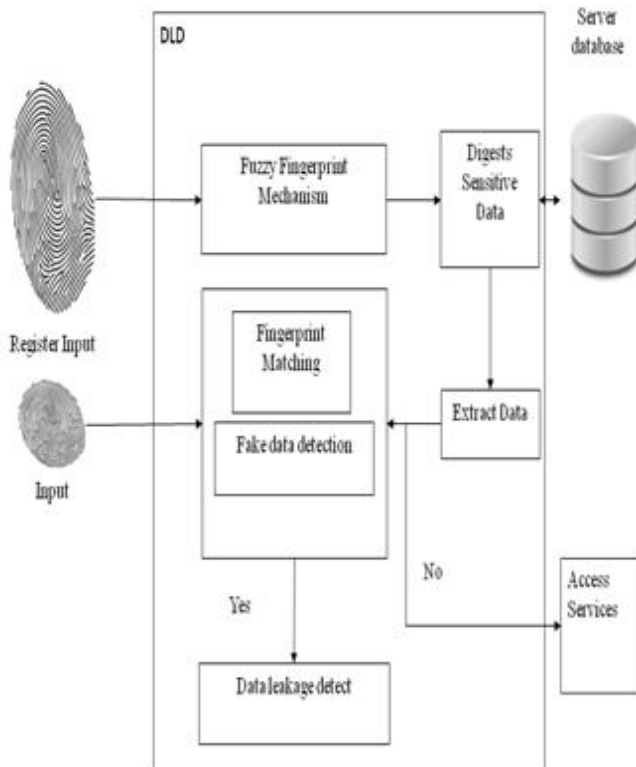 DLD
Server
database
Fuzzy Fingerprint
Mechanism
Digests
Sensitive
Data
Register Input
Fingerprint
Matching
Fake data detection
Extract Data
Input
No
Yes
Access
Services
Data leakage detect